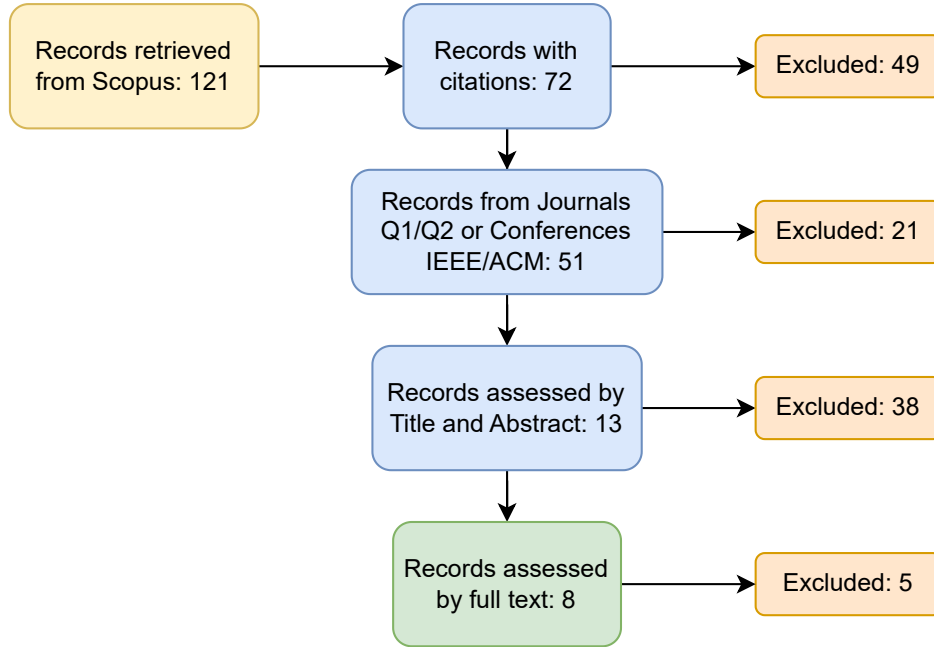 Records retrieved
from Scopus: 121
Records with
citations: 72
Excluded: 49
Records from Journals
Q1/Q2 or Conferences
IEEE/ACM: 51
Excluded: 21
Records assessed by
Title and Abstract: 13
Excluded: 38
Records assessed
by full text: 8
Excluded: 5